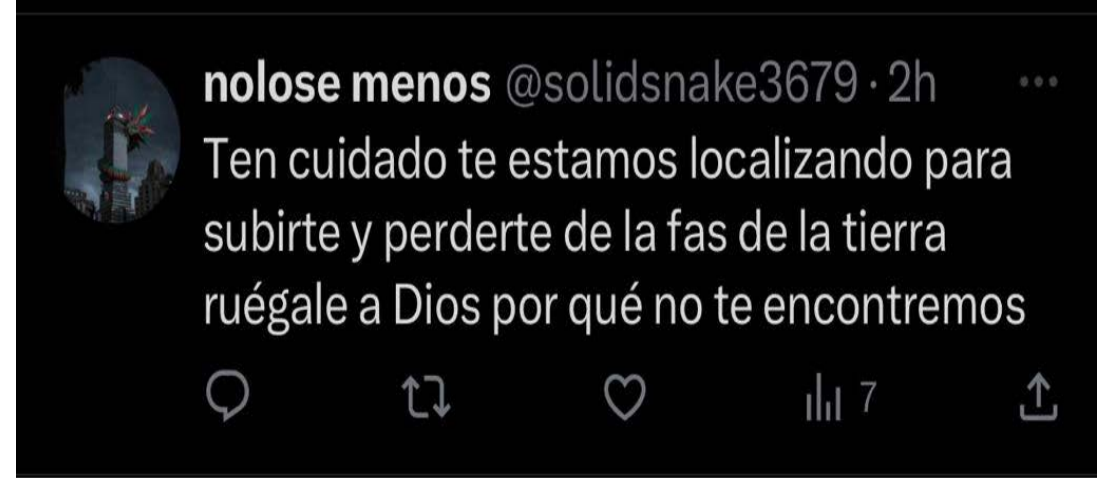 nolose menos @solidsnake3679 · 2h
Ten cuidado te estamos localizando para
subirte y perderte de la fas de la tierra
ruégale a Dios por qué no te encontremos
7